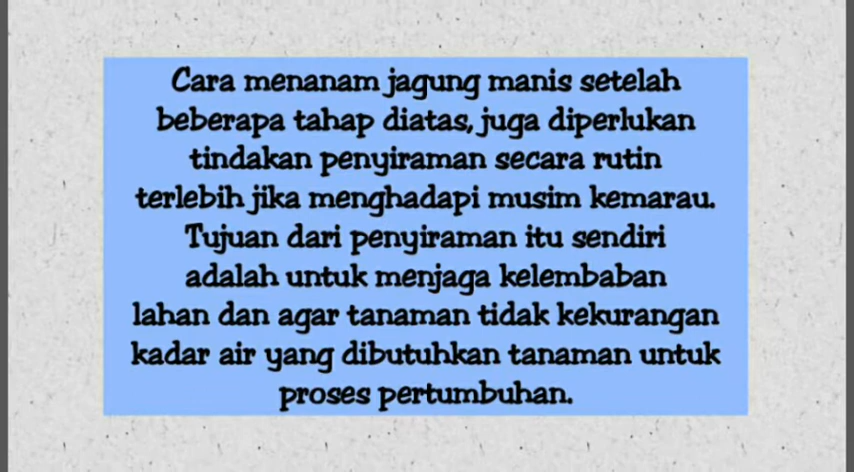 Cara menanam jagung manis setelah
beberapa tahap diatas, juga diperlukan
tindakan penyiraman secara rutin
terlebih jika menghadapi musim kemarau.
Tujuan dari penyiraman itu sendiri
adalah untuk menjaga kelembaban
lahan dan agar tanaman tidak kekurangan
kadar air yang dibutuhkan tanaman untuk
proses pertumbuhan.